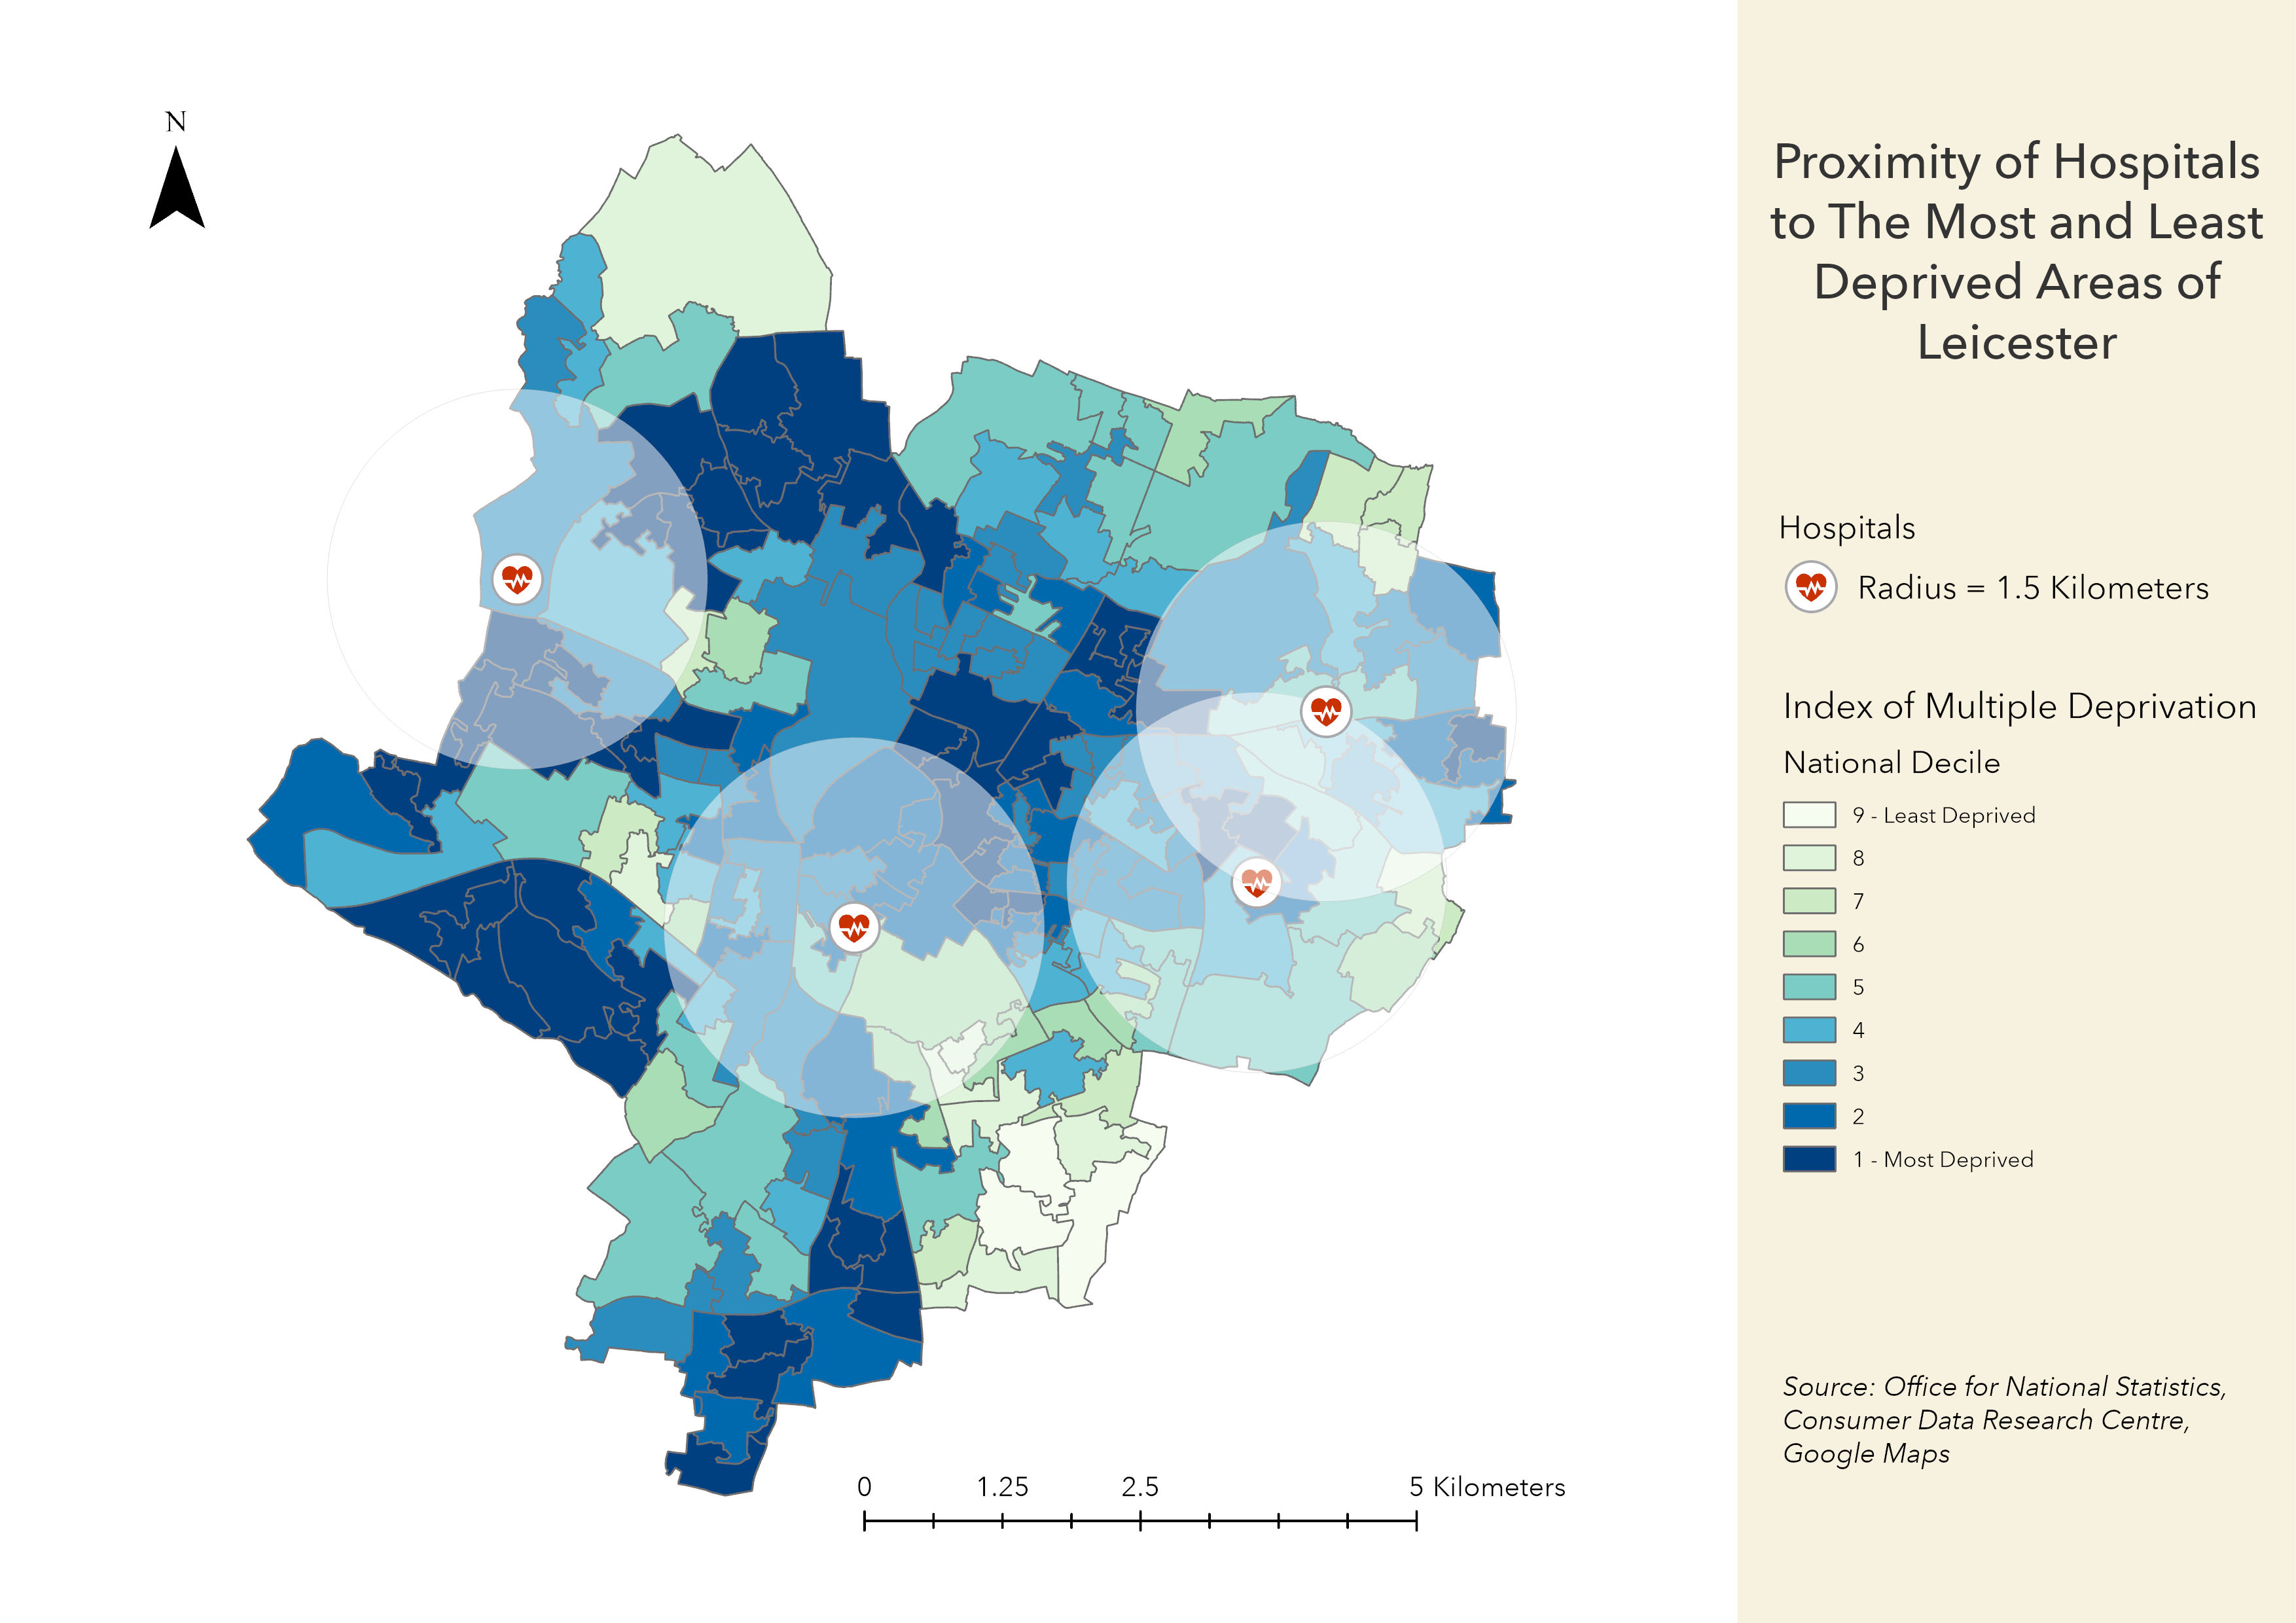 N
Proximity of Hospitals
to The Most and Least
Deprived Areas of
Leicester
Hospitals
Radius = 1.5 Kilometers
Index of Multiple Deprivation
National Decile
9 - Least Deprived
8
7
6
5
4
3
2
1 - Most Deprived
Source: Office for National Statistics,
Consumer Data Research Centre,
Google Maps
0 1.25 2.5 5 Kilometers